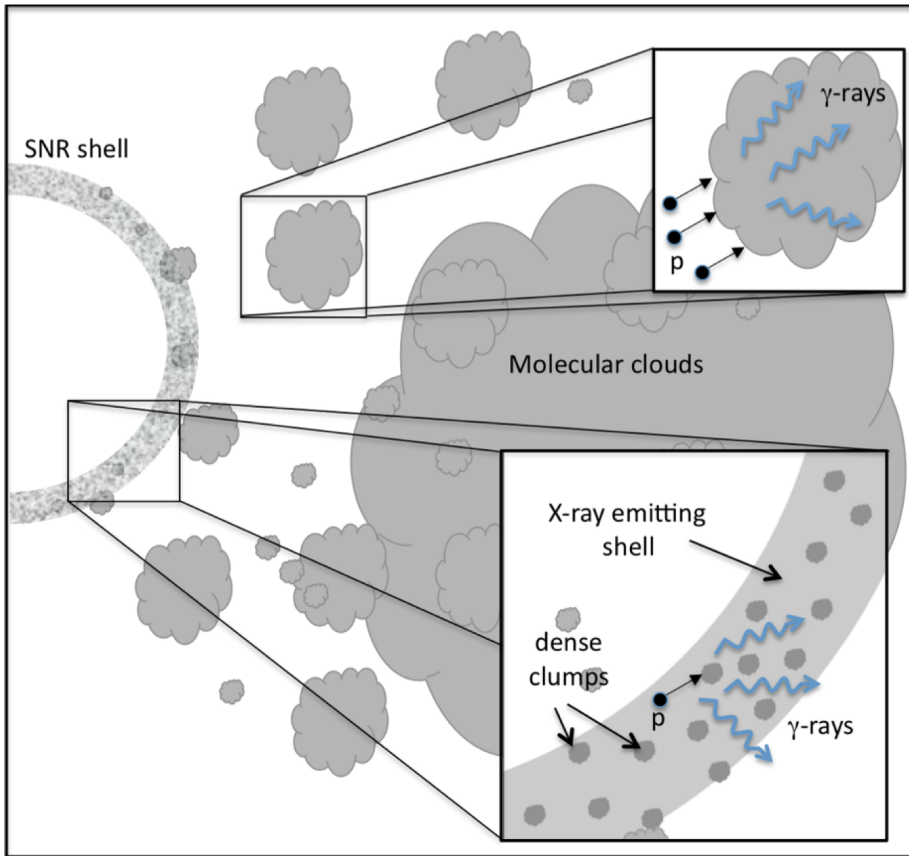 SNR shell
γ-rays
p
Molecular clouds
X-ray emitting
shell
dense
clumps
p
γ-rays